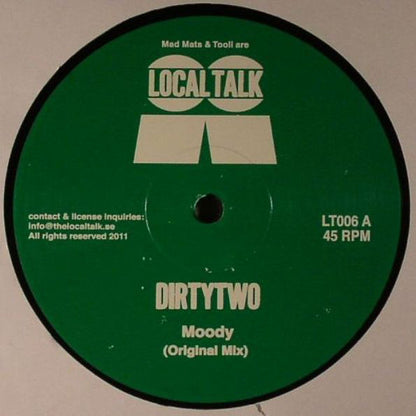 Mad Mats & Tooli are
LOCAL TALK
contact & license inquiries:
info@thelocaltalk.se
All rights reserved 2011
LT006 A
45 RPM
DIRTYTWO
Moody
(Original Mix)